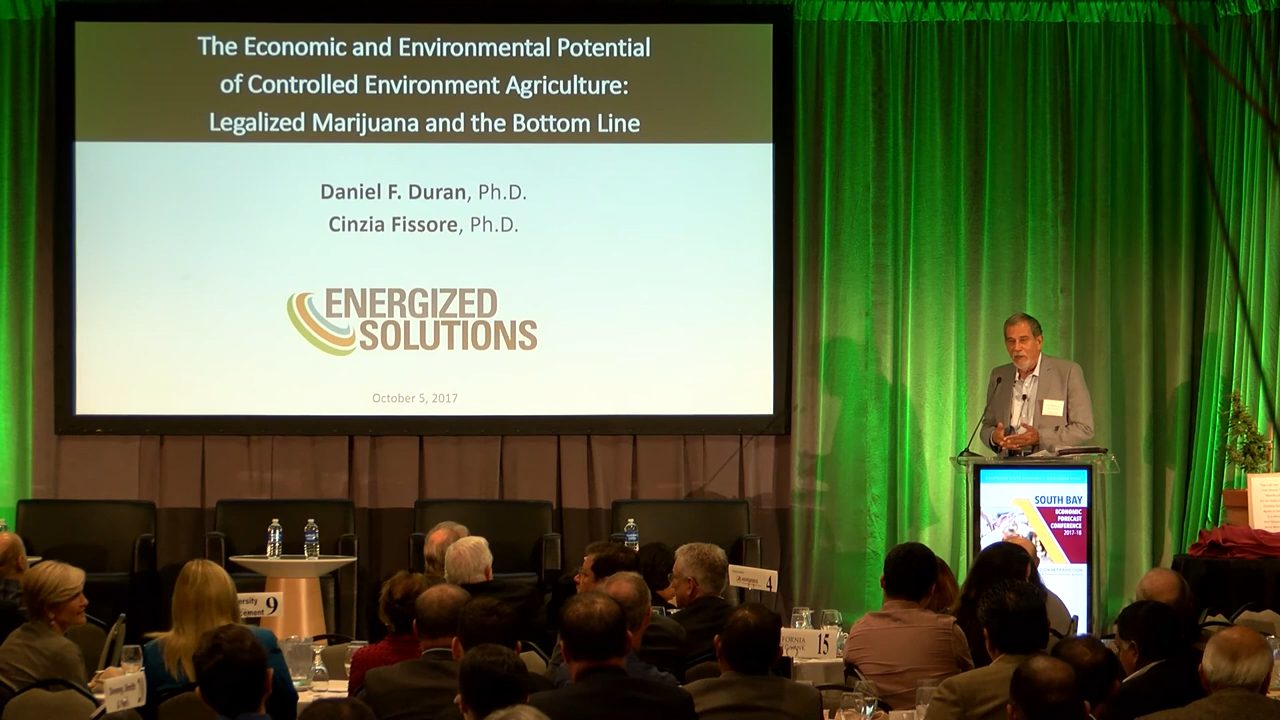 The Economic and Environmental Potential
of Controlled Environment Agriculture:
Legalized Marijuana and the Bottom Line
Daniel F. Duran, Ph.D.
Cinzia Fissore, Ph.D.
ENERGIZED
SOLUTIONS
October 5, 2017
SOUTH BAY
ECONOMIC
FORECAST
CONFERENCE
2017-18
4
9
15